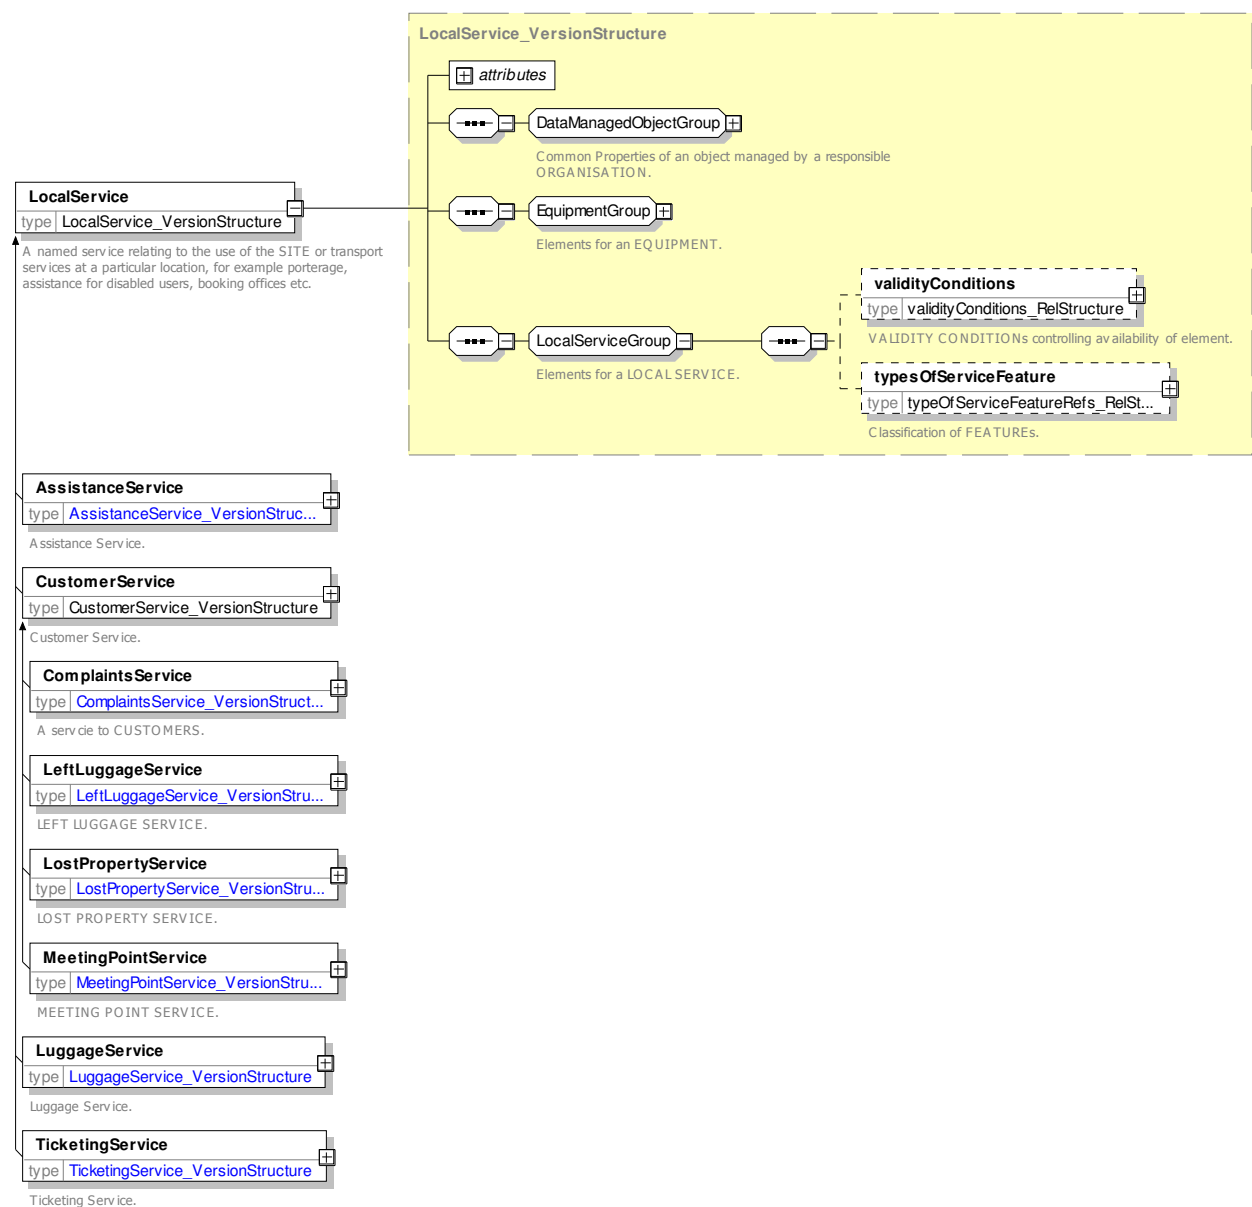 LocalService_VersionStructure
attributes
DataManagedObjectGroup
Common Properties of an object managed by a responsible
ORGANISATION.
LocalService
type LocalService_VersionStructure
A named service relating to the use of the SITE or transport
services at a particular location, for example porterage,
assistance for disabled users, booking offices etc.
EquipmentGroup
Elements for an EQUIPMENT.
validityConditions
type validityConditions_RelStructure
VALIDITY CONDITIONs controlling availability of element.
LocalServiceGroup
Elements for a LOCAL SERVICE.
typesOfServiceFeature
type typeOfServiceFeatureRefs_RelSt...
Classification of FEATUREs.
AssistanceService
type AssistanceService_VersionStruc...
Assistance Service.
CustomerService
type CustomerService_VersionStructure
Customer Service.
ComplaintsService
type ComplaintsService_VersionStruct...
A servcie to CUSTOMERS.
LeftLuggageService
type LeftLuggageService_VersionStru...
LEFT LUGGAGE SERVICE.
LostPropertyService
type LostPropertyService_VersionStru...
LOST PROPERTY SERVICE.
MeetingPointService
type MeetingPointService_VersionStru...
MEETING POINT SERVICE.
LuggageService
type LuggageService_VersionStructure
Luggage Service.
TicketingService
type TicketingService_VersionStructure
Ticketing Service.